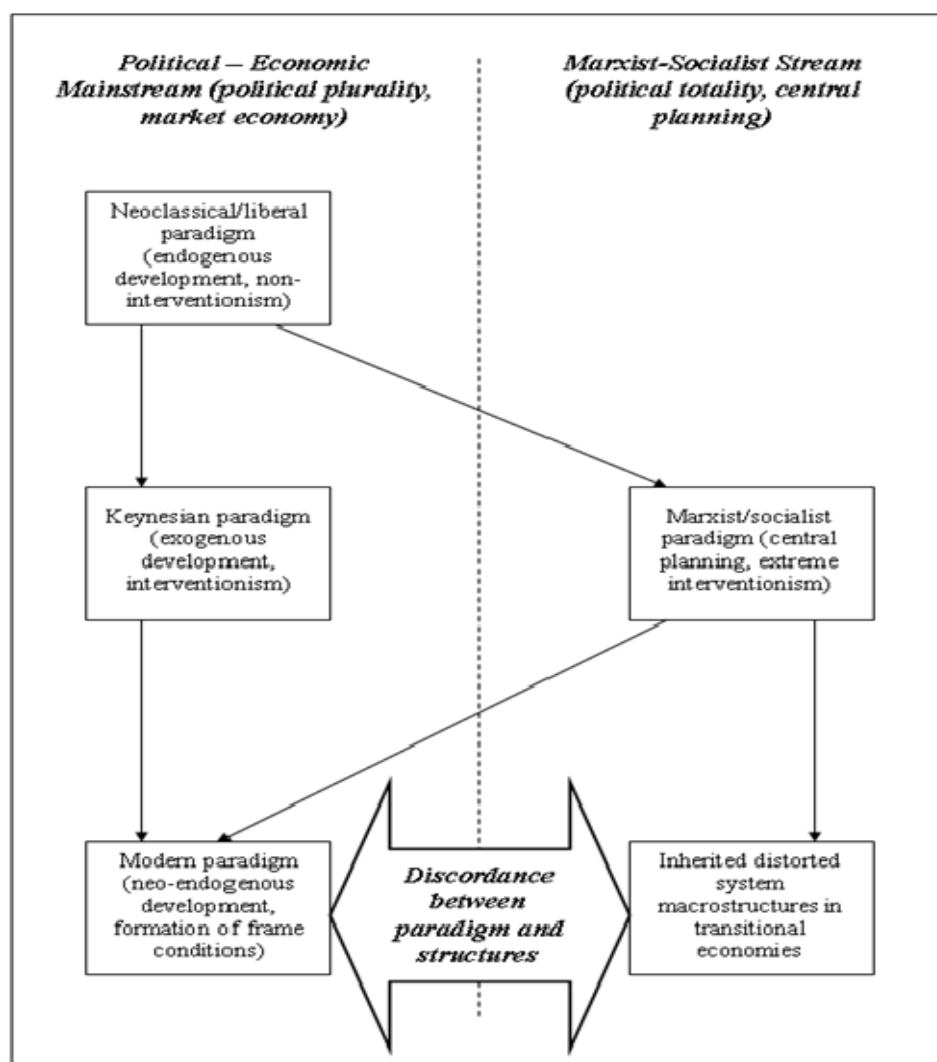 Political – Economic
Mainstream (political plurality,
market economy)
Marxist-Socialist Stream
(political totality, central
planning)
Neoclassical/liberal
paradigm
(endogenous
development, non-
interventionism)
Keynesian paradigm
(exogenous
development,
interventionism)
Marxist/socialist
paradigm (central
planning, extreme
interventionism)
Modern paradigm
(neo-endogenous
development,
formation of frame
conditions)
Discordance
between
paradigm and
structures
Inherited distorted
system
macrostructures in
transitional
economies